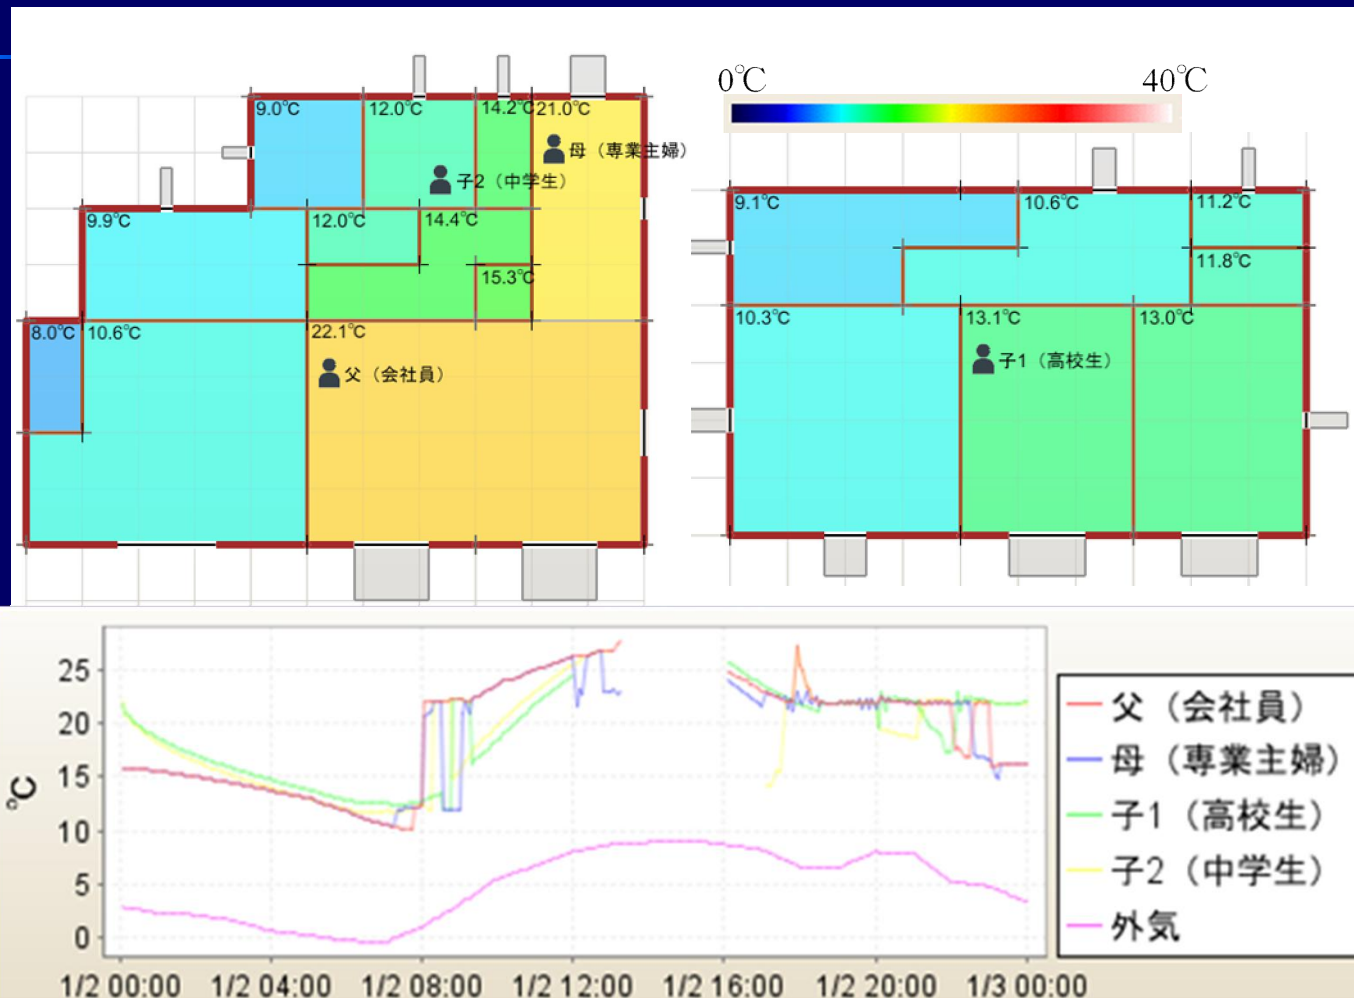 0℃ 40℃
9.0℃ 12.0℃ 14.2℃ 21.0℃
母（専業主婦）
子2（中学生）
9.9℃ 12.0℃ 14.4℃
15.3℃
8.0℃ 10.6℃ 22.1℃
父（会社員）
9.1℃ 10.6℃ 11.2℃
11.8℃
10.3℃ 13.1℃ 13.0℃
子1（高校生）
25
20
15
10
5
0
℃
1/2 00:00 1/2 04:00 1/2 08:00 1/2 12:00 1/2 16:00 1/2 20:00 1/3 00:00
父（会社員）
母（専業主婦）
子1（高校生）
子2（中学生）
外気